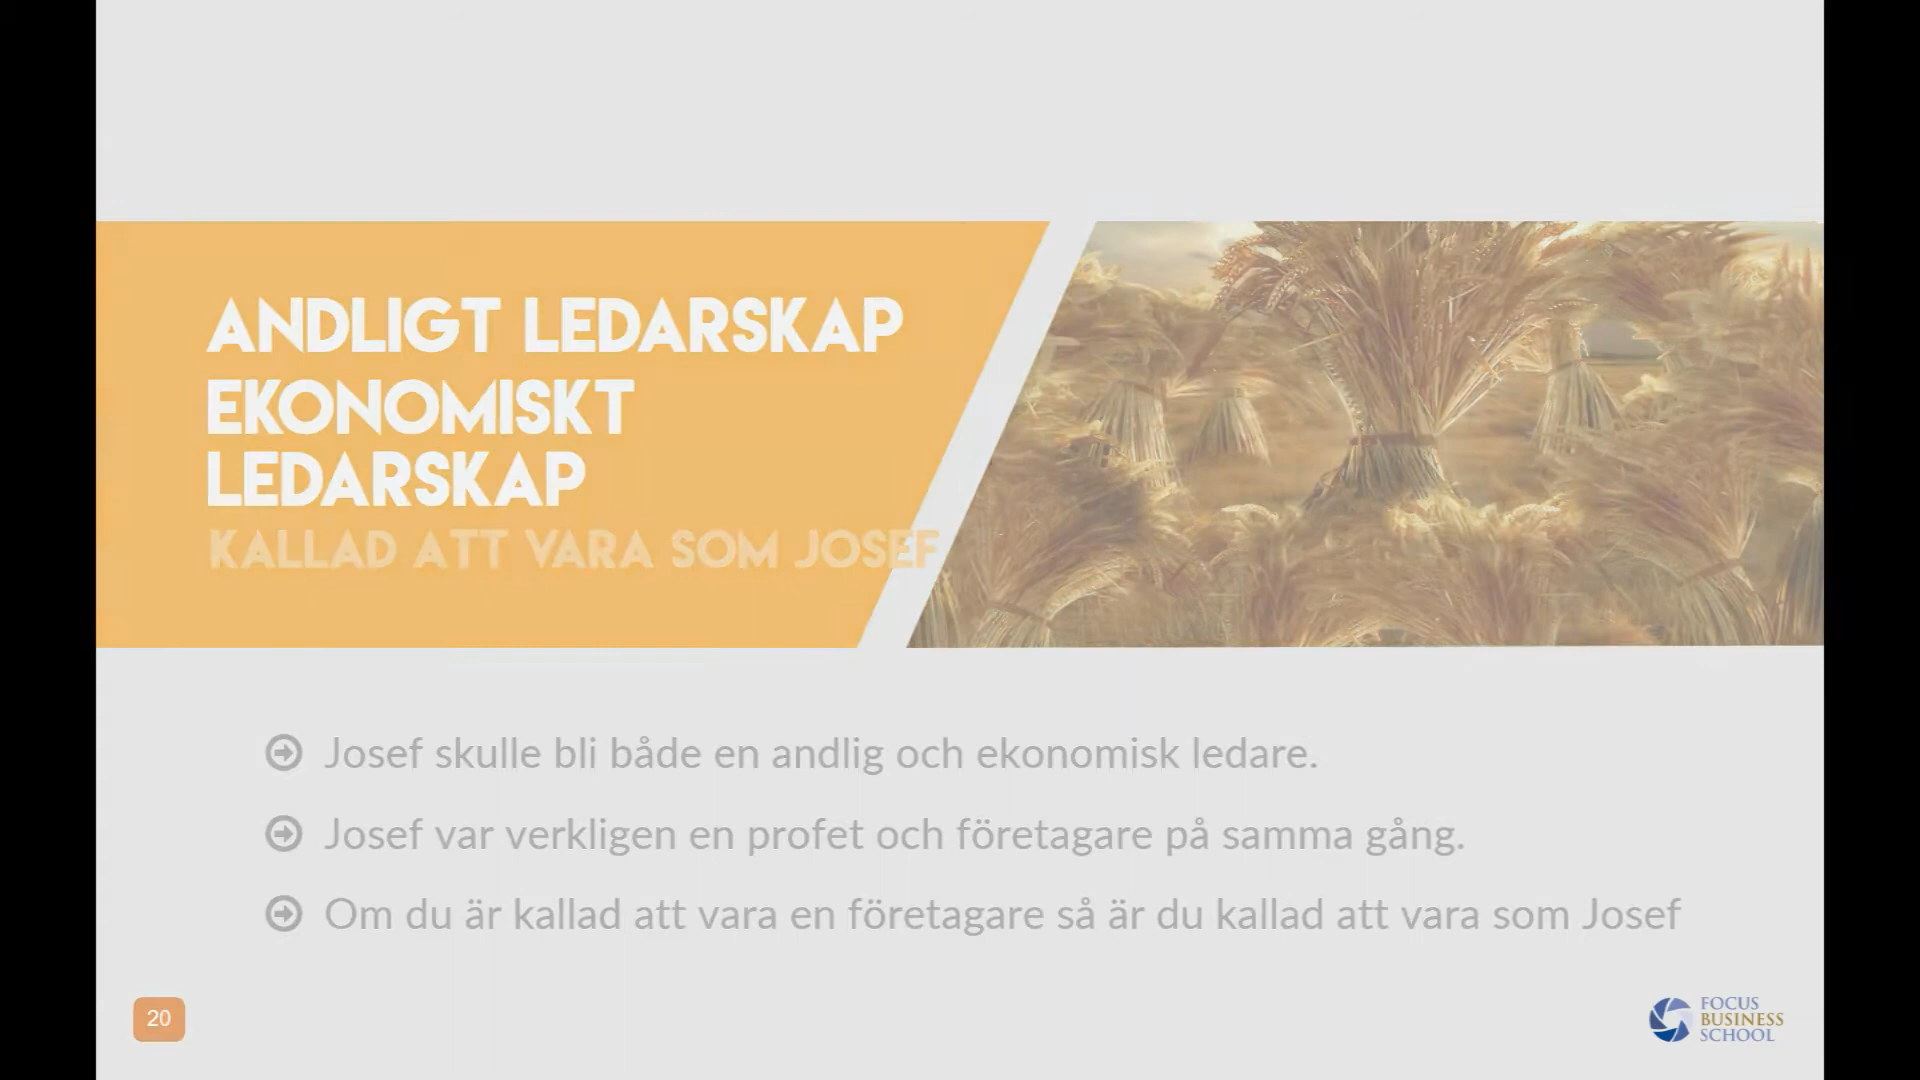 ANDLIGT LEDARSKAP
EKONOMISKT
LEDARSKAP
KALLAD ATT VARA SOM JOSEF
Josef skulle bli både en andlig och ekonomisk ledare.
Josef var verkligen en profet och företagare på samma gång.
Om du är kallad att vara en företagare så är du kallad att vara som Josef
20
FOCUS
BUSINESS
SCHOOL